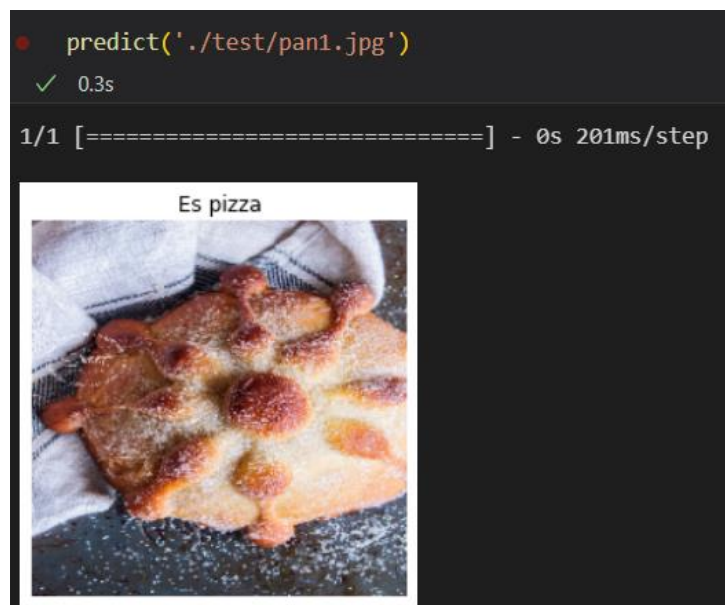 predict('./test/pan1.jpg')
✓ 0.3s
1/1 [==============================] - 0s 201ms/step
Es pizza